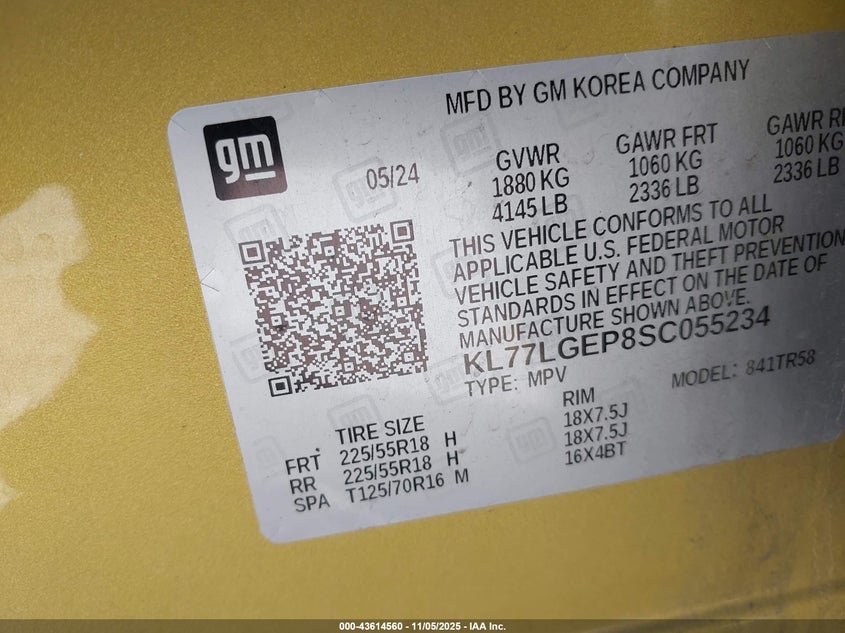 MFD BY GM KOREA COMPANY
gm
05/24
GVWR
1880 KG
4145 LB
GAWR FRT
1060 KG
2336 LB
GAWR
1060 KG
2336 LB
THIS VEHICLE CONFORMS TO ALL
APPLICABLE U.S. FEDERAL MOTOR
VEHICLE SAFETY AND THEFT PREVENTION
STANDARDS IN EFFECT ON THE DATE OF
MANUFACTURE SHOWN ABOVE.
KL77LGEP8SC055234
TYPE: MPV MODEL: 841TR58
TIRE SIZE RIM
FRT 225/55R18 H 18X7.5J
RR 225/55R18 H 18X7.5J
SPA T125/70R16 M 16X4BT
000-43614560 - 11/05/2025 - IAA Inc.